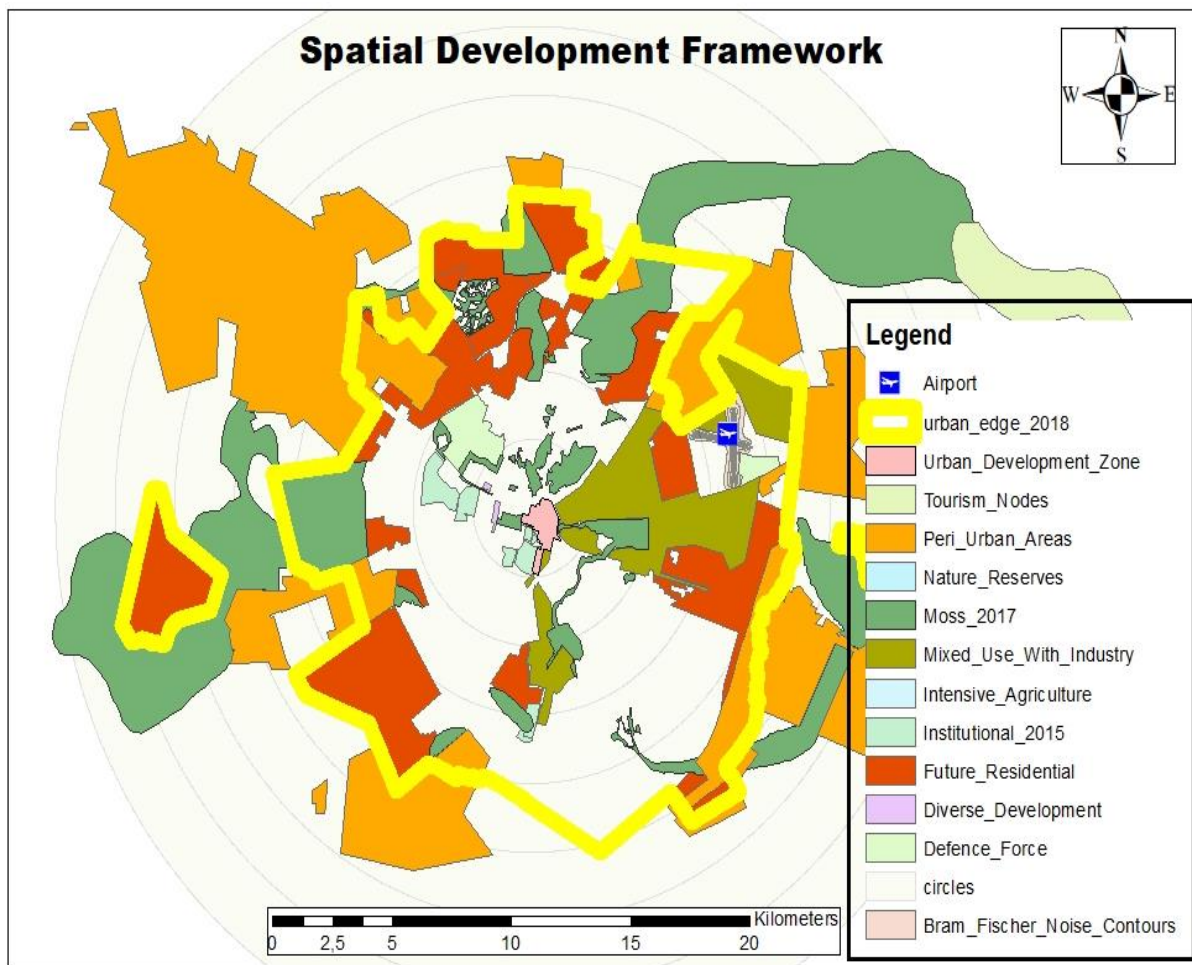 Spatial Development Framework
N
W E
S
Legend
Airport
urban_edge_2018
Urban_Development_Zone
Tourism_Nodes
Peri_Urban_Areas
Nature_Reserves
Moss_2017
Mixed_Use_With_Industry
Intensive_Agriculture
Institutional_2015
Future_Residential
Diverse_Development
Defence_Force
circles
Bram_Fischer_Noise_Contours
Kilometers
0 2,5 5 10 15 20